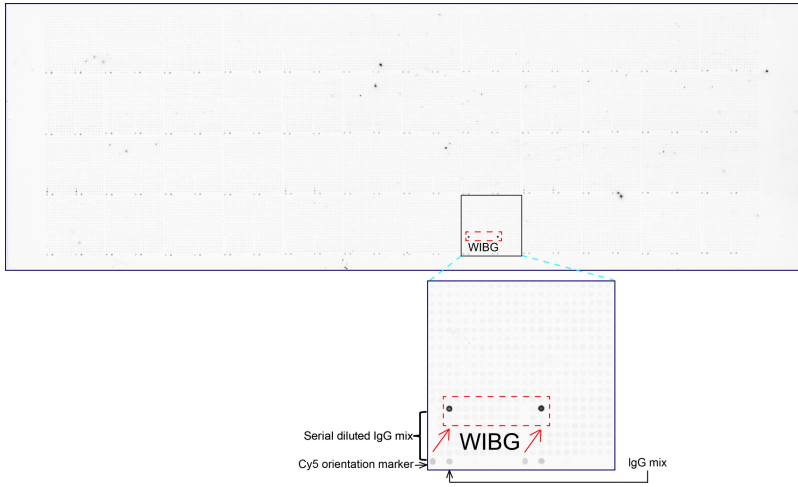 WIBG
Serial diluted IgG mix
WIBG
Cy5 orientation marker
IgG mix